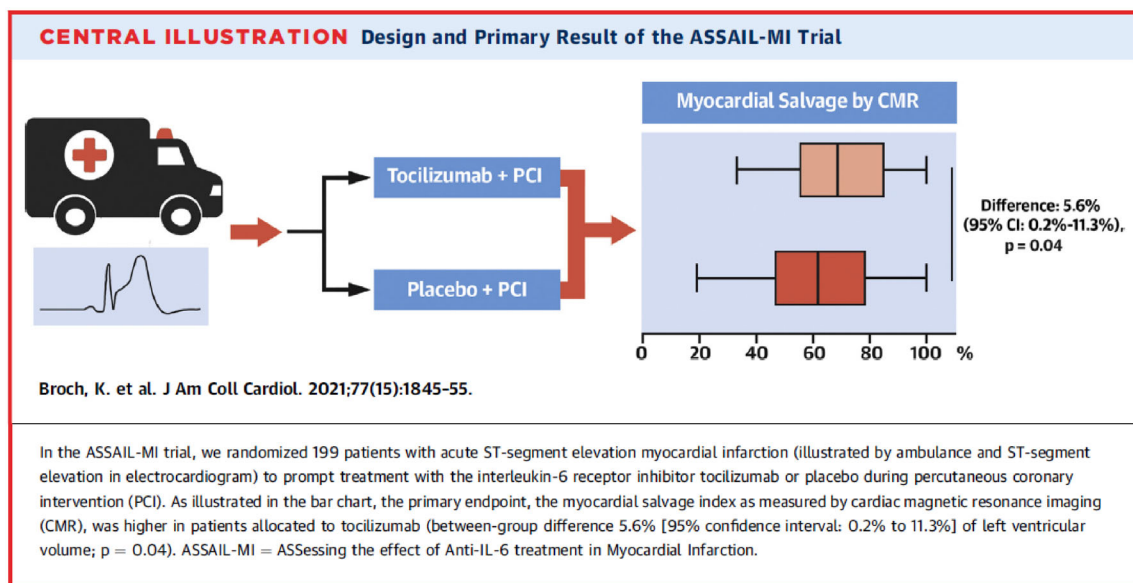 CENTRAL ILLUSTRATION Design and Primary Result of the ASSAIL-MI Trial
Myocardial Salvage by CMR
Tocilizumab + PCI
Placebo + PCI
Difference: 5.6%
(95% CI: 0.2%-11.3%),
p = 0.04
0 20 40 60 80 100 %
Broch, K. et al. J Am Coll Cardiol. 2021;77(15):1845-55.
In the ASSAIL-MI trial, we randomized 199 patients with acute ST-segment elevation myocardial infarction (illustrated by ambulance and ST-segment
elevation in electrocardiogram) to prompt treatment with the interleukin-6 receptor inhibitor tocilizumab or placebo during percutaneous coronary
intervention (PCI). As illustrated in the bar chart, the primary endpoint, the myocardial salvage index as measured by cardiac magnetic resonance imaging
(CMR), was higher in patients allocated to tocilizumab (between-group difference 5.6% [95% confidence interval: 0.2% to 11.3%] of left ventricular
volume; p = 0.04). ASSAIL-MI = ASSessing the effect of Anti-IL-6 treatment in Myocardial Infarction.